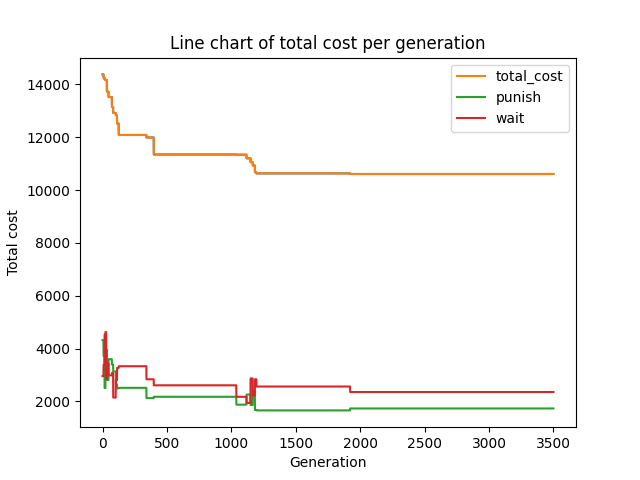 Line chart of total cost per generation
total_cost
punish
wait
Total cost
14000
12000
10000
8000
6000
4000
2000
0 500 1000 1500 2000 2500 3000 3500
Generation